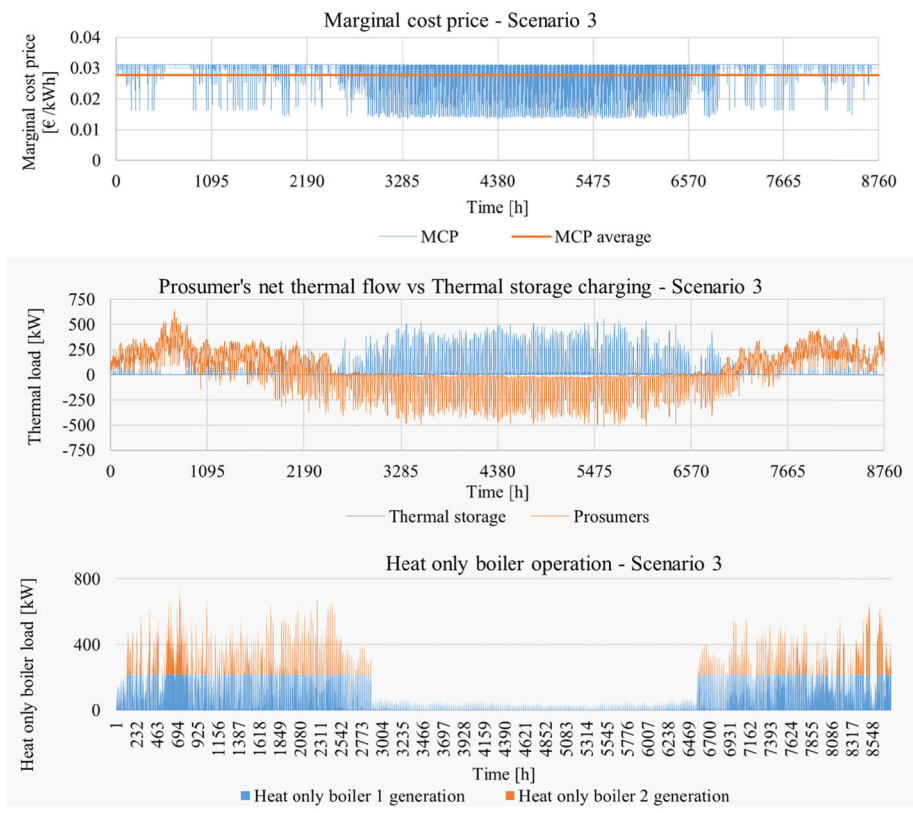 Marginal cost price - Scenario 3
Marginal cost price
[€ /kWh]
0.04
0.03
0.02
0.01
0
0 1095 2190 3285 4380 5475 6570 7665 8760
Time [h]
MCP MCP average
Prosumer's net thermal flow vs Thermal storage charging - Scenario 3
Thermal load [kW]
750
500
250
0
-250
-500
-750
0 1095 2190 3285 4380 5475 6570 7665 8760
Time [h]
Thermal storage Prosumers
Heat only boiler operation - Scenario 3
Heat only boiler load [kW]
800
400
0
1 232 463 694 925 1156 1387 1618 1849 2080 2311 2542 2773 3004 3235 3466 3697 3928 4159 4390 4621 4852 5083 5314 5545 5776 6007 6238 6469 6700 6931 7162 7393 7624 7855 8086 8317 8548
Time [h]
Heat only boiler 1 generation Heat only boiler 2 generation